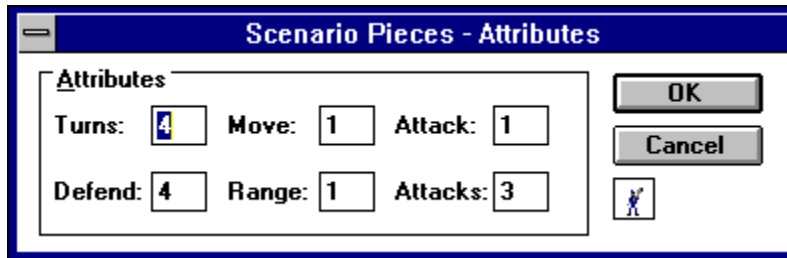 Scenario Pieces - Attributes
Attributes
Turns: 4 Move: 1 Attack: 1
Defend: 4 Range: 1 Attacks: 3
OK
Cancel